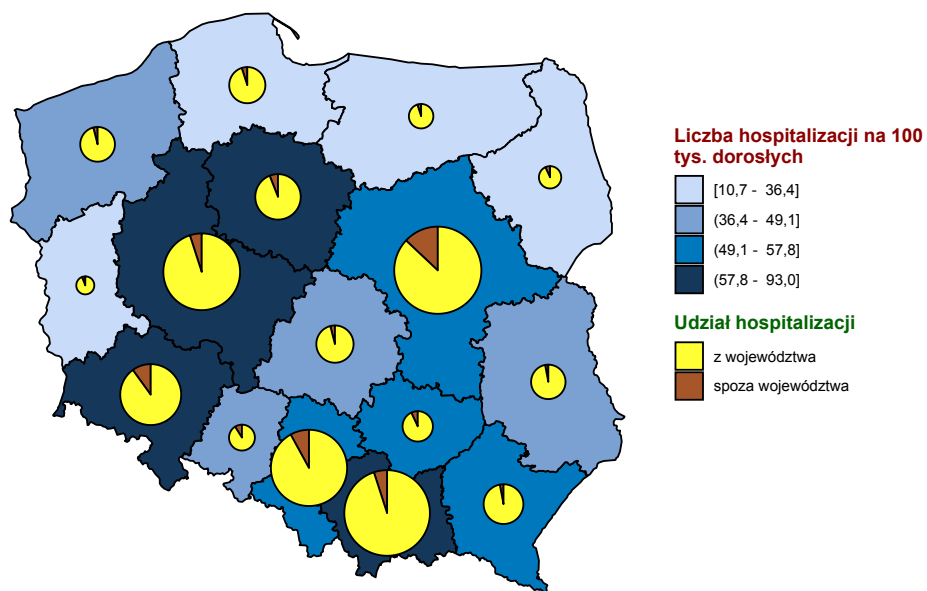 Liczba hospitalizacji na 100
tys. dorosłych
[10,7 - 36,4]
(36,4 - 49,1]
(49,1 - 57,8]
(57,8 - 93,0]
Udział hospitalizacji
z województwa
spoza województwa